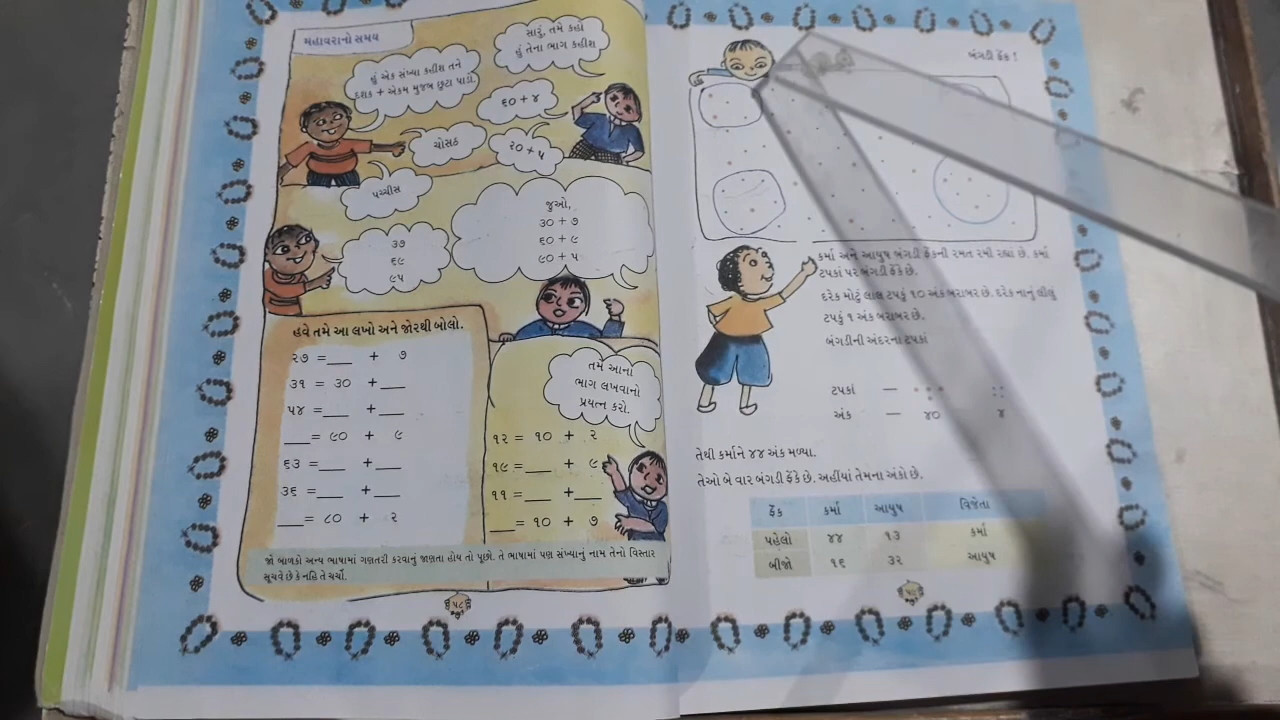 મહાવરાનો સમય
સારું, તમે કહો
હું તેના ભાગ કહીશ
હું એક સંખ્યા કહીશ તને
દશક + એકમ મુજબ છુટા પાડો.
૬૦ + ૪
ચોસઠ
૨૦ + ૫
પચ્ચીસ
જુઓ,
૩૦ + ૭
૬૦ + ૯
૯૦ + ૫
૩૭
૬૯
૯૫
હવે તમે આ લખો અને જોરથી બોલો.
૨૭ =___ + ૭
૩૧ = ૩૦ +___
૫૪ =___ +___
___= ૯૦ + ૯
૬૩ =___ +___
૩૬ =___ +___
___= ૮૦ + ૨
તમે આના
ભાગ લખવાનો
પ્રયત્ન કરો.
૧૨ = ૧૦ + ૨
૧૯ =___ + ૯
૧૧ =___ +___
___= ૧૦ + ૭
જો બાળકો અન્ય ભાષામાં ગણતરી કરવાનું જાણતા હોય તો પૂછો. તે ભાષામાં પણ સંખ્યાનું નામ તેનો વિસ્તાર
સૂચવે છે કે નહિ તે ચર્ચો.
૫૮
બંગડી ફેંક !
કર્મા અને આયુષ બંગડી ફેંકની રમત રમી રહ્યાં છે. કર્મા
ટપકાં પર બંગડી ફેંકે છે.
દરેક મોટું લાલ ટપકું ૧૦ અંક બરાબર છે. દરેક નાનું લીલું
ટપકું ૧ અંક બરાબર છે.
બંગડીની અંદરના ટપકાં
ટપકાં —
અંક — ૪૦ ૪
તેથી કર્માને ૪૪ અંક મળ્યા.
તેઓ બે વાર બંગડી ફેંકે છે. અહીંયાં તેમના અંકો છે.
ફેંક કર્મા આયુષ વિજેતા
પહેલો ૪૪ ૧૩ કર્મા
બીજો ૧૬ ૩૨ આયુષ